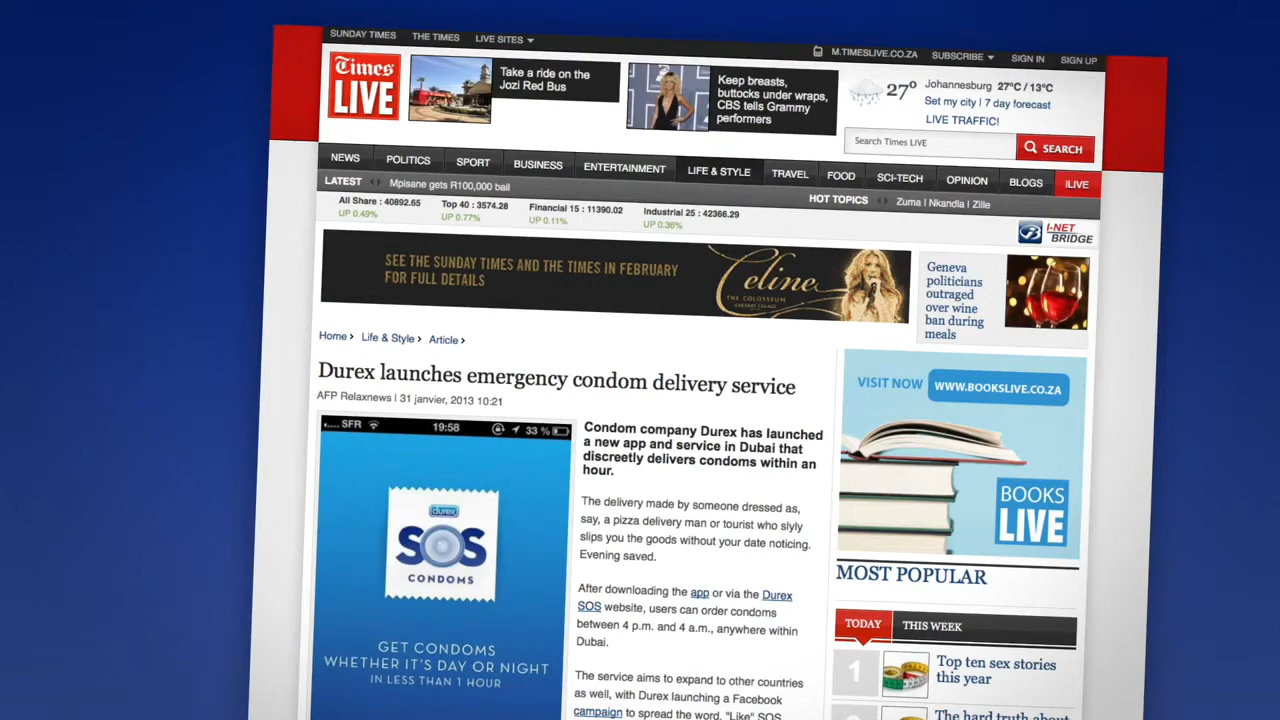 SUNDAY TIMES THE TIMES LIVE SITES
M.TIMESLIVE.CO.ZA SUBSCRIBE SIGN IN SIGN UP
Times
LIVE
Take a ride on the
Jozi Red Bus
Keep breasts,
buttocks under wraps,
CBS tells Grammy
performers
27°
Johannesburg 27°C / 13°C
Set my city | 7 day forecast
LIVE TRAFFIC!
Search Times LIVE
SEARCH
NEWS POLITICS SPORT BUSINESS ENTERTAINMENT LIFE & STYLE TRAVEL FOOD SCI-TECH OPINION BLOGS iLIVE
LATEST Mpisane gets R100,000 bail
HOT TOPICS Zuma | Nkandla | Zille
All Share : 40892.65 Top 40 : 3574.28 Financial 15 : 11390.02 Industrial 25 : 42366.29
UP 0.49% UP 0.77% UP 0.11% UP 0.36%
I-NET
BRIDGE
SEE THE SUNDAY TIMES AND THE TIMES IN FEBRUARY
FOR FULL DETAILS
Celine
THE COLOSSEUM
CAESARS PALACE
Geneva
politicians
outraged
over wine
ban during
meals
Home Life & Style Article
Durex launches emergency condom delivery service
AFP Relaxnews | 31 janvier, 2013 10:21
SFR 19:58 33 %
durex
SOS
CONDOMS
GET CONDOMS
WHETHER IT'S DAY OR NIGHT
IN LESS THAN 1 HOUR
Condom company Durex has launched
a new app and service in Dubai that
discreetly delivers condoms within an
hour.
The delivery made by someone dressed as,
say, a pizza delivery man or tourist who slyly
slips you the goods without your date noticing.
Evening saved.
After downloading the app or via the Durex
SOS website, users can order condoms
between 4 p.m. and 4 a.m., anywhere within
Dubai.
The service aims to expand to other countries
as well, with Durex launching a Facebook
campaign to spread the word. "Like" SOS
VISIT NOW WWW.BOOKSLIVE.CO.ZA
BOOKS
LIVE
MOST POPULAR
TODAY THIS WEEK
1
Top ten sex stories
this year
The hard truth about